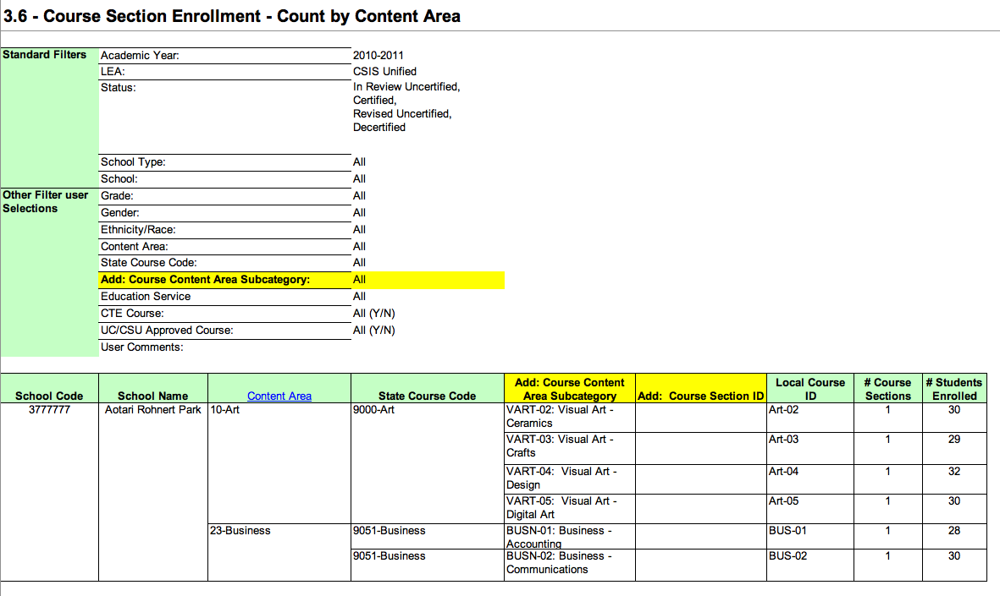 3.6 - Course Section Enrollment - Count by Content Area
Standard Filters Academic Year: 2010-2011
LEA: CSIS Unified
Status: In Review Uncertified,
Certified,
Revised Uncertified,
Decertified
School Type: All
School: All
Other Filter user Grade: All
Selections
Gender: All
Ethnicity/Race: All
Content Area: All
State Course Code: All
Add: Course Content Area Subcategory: All
Education Service All
CTE Course: All (Y/N)
UC/CSU Approved Course: All (Y/N)
User Comments:
Add: Course Content Local Course # Course # Students
School Code School Name Content Area State Course Code Area Subcategory Add:  Course Section ID ID Sections Enrolled
3777777 Aotari Rohnert Park 10-Art 9000-Art VART-02: Visual Art - Art-02 1 30
Ceramics
VART-03: Visual Art - Art-03 1 29
Crafts
VART-04:  Visual Art - Art-04 1 32
Design
VART-05:  Visual Art - Art-05 1 30
Digital Art
23-Business 9051-Business BUSN-01: Business - BUS-01 1 28
Accounting
9051-Business BUSN-02: Business - BUS-02 1 30
Communications